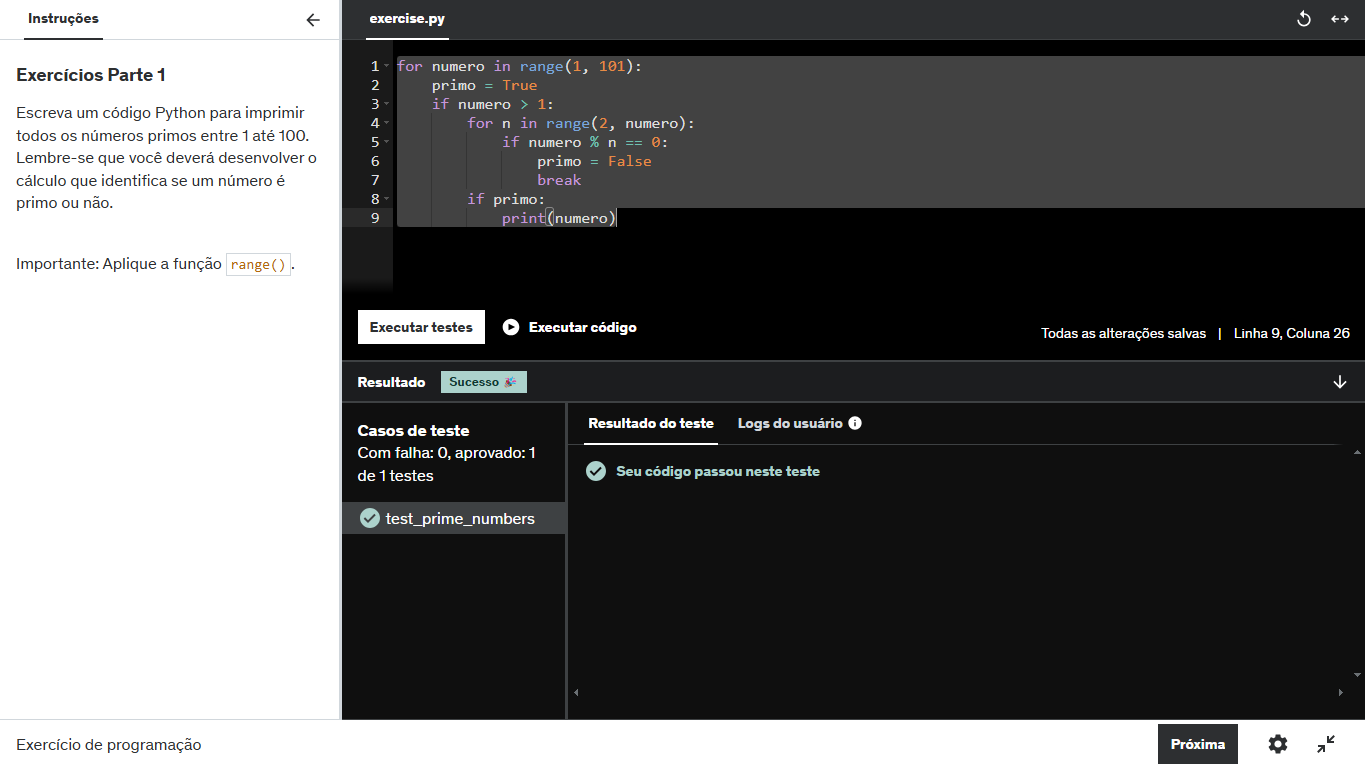 Instruções
exercise.py
Exercícios Parte 1
Escreva um código Python para imprimir
todos os números primos entre 1 até 100.
Lembre-se que você deverá desenvolver o
cálculo que identifica se um número é
primo ou não.
Importante: Aplique a função range().
1 for numero in range(1, 101):
2     primo = True
3     if numero > 1:
4         for n in range(2, numero):
5             if numero % n == 0:
6                 primo = False
7                 break
8         if primo:
9             print(numero)
Executar testes
Executar código
Todas as alterações salvas | Linha 9, Coluna 26
Resultado
Sucesso 🎉
Casos de teste
Com falha: 0, aprovado: 1
de 1 testes
test_prime_numbers
Resultado do teste
Logs do usuário
Seu código passou neste teste
Exercício de programação
Próxima